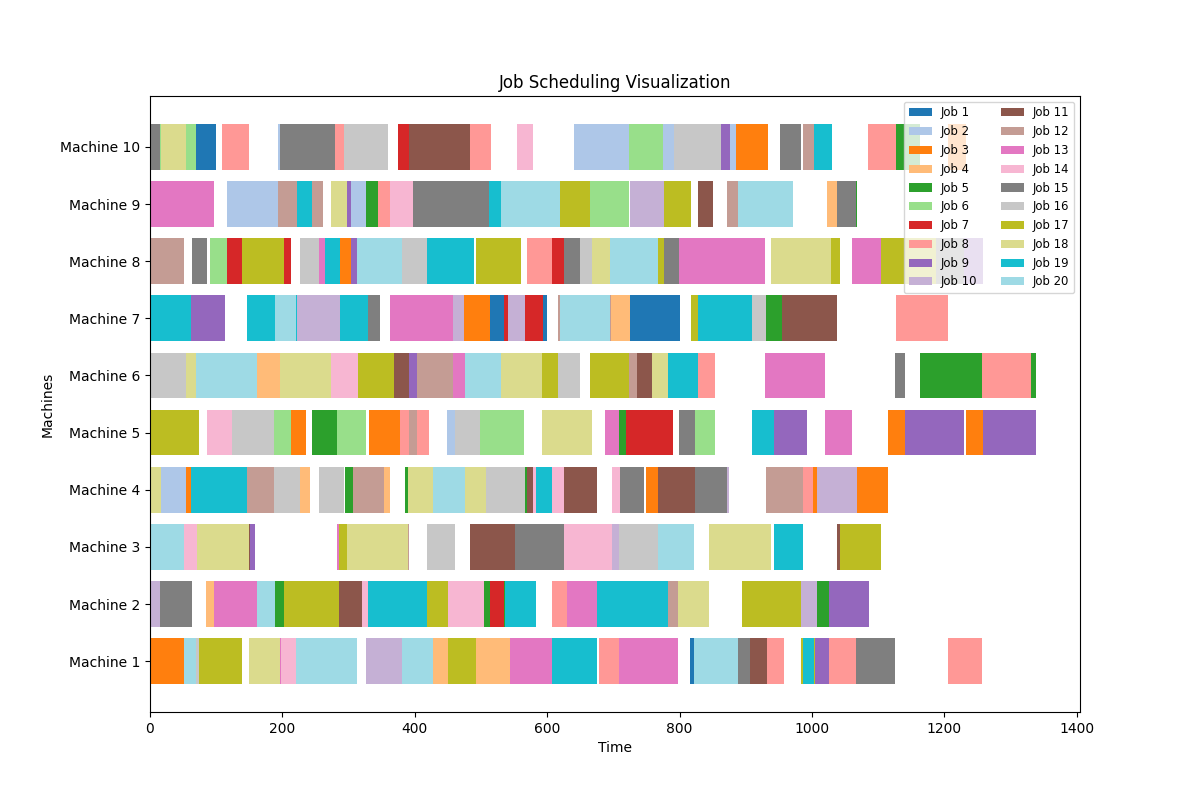 Job Scheduling Visualization
Machine 10
Machine 9
Machine 8
Machine 7
Machine 6
Machine 5
Machine 4
Machine 3
Machine 2
Machine 1
Machines
0 200 400 600 800 1000 1200 1400
Time
Job 1
Job 2
Job 3
Job 4
Job 5
Job 6
Job 7
Job 8
Job 9
Job 10
Job 11
Job 12
Job 13
Job 14
Job 15
Job 16
Job 17
Job 18
Job 19
Job 20